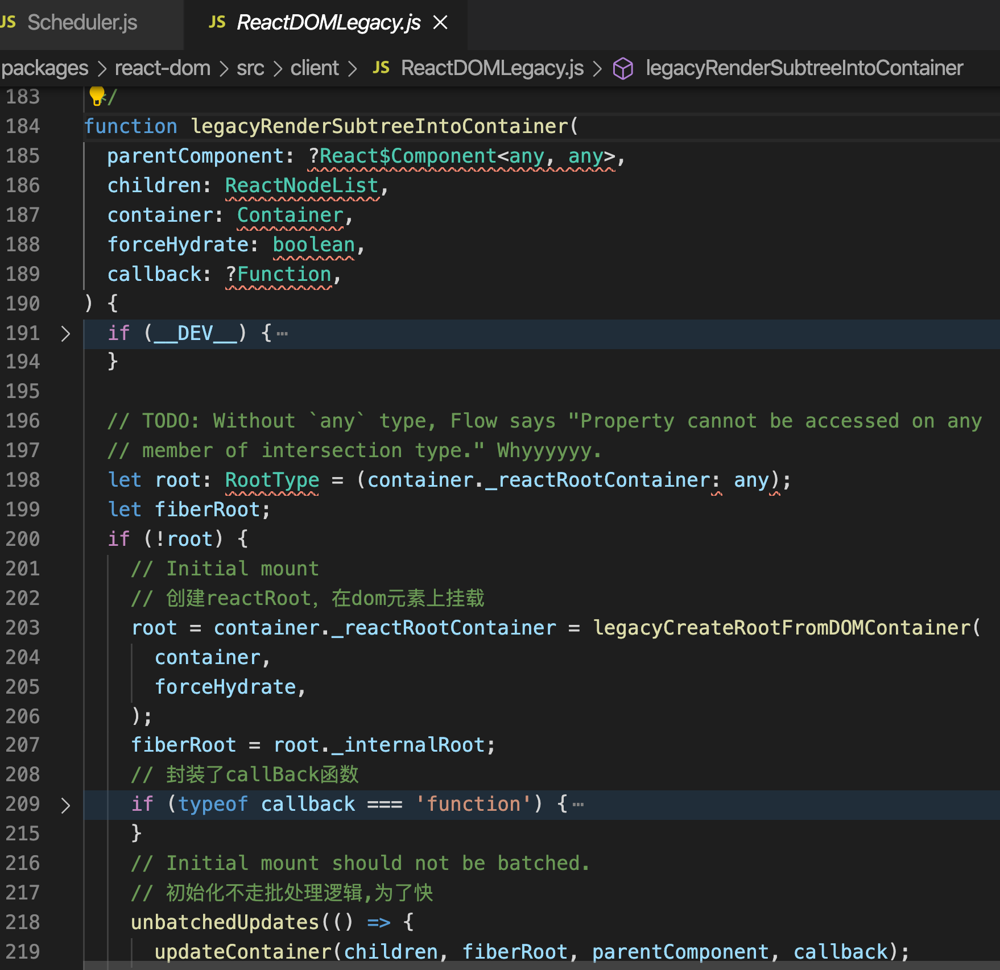 JS Scheduler.js JS ReactDOMLegacy.js
packages > react-dom > src > client > JS ReactDOMLegacy.js > legacyRenderSubtreeIntoContainer
183 */
184 function legacyRenderSubtreeIntoContainer(
185 parentComponent: ?React$Component<any, any>,
186 children: ReactNodeList,
187 container: Container,
188 forceHydrate: boolean,
189 callback: ?Function,
190 ) {
191 if (__DEV__) {…
194 }
195
196 // TODO: Without `any` type, Flow says "Property cannot be accessed on any
197 // member of intersection type." Whyyyyyy.
198 let root: RootType = (container._reactRootContainer: any);
199 let fiberRoot;
200 if (!root) {
201 // Initial mount
202 // 创建reactRoot，在dom元素上挂载
203 root = container._reactRootContainer = legacyCreateRootFromDOMContainer(
204 container,
205 forceHydrate,
206 );
207 fiberRoot = root._internalRoot;
208 // 封装了callBack函数
209 if (typeof callback === 'function') {…
215 }
216 // Initial mount should not be batched.
217 // 初始化不走批处理逻辑,为了快
218 unbatchedUpdates(() => {
219 updateContainer(children, fiberRoot, parentComponent, callback);